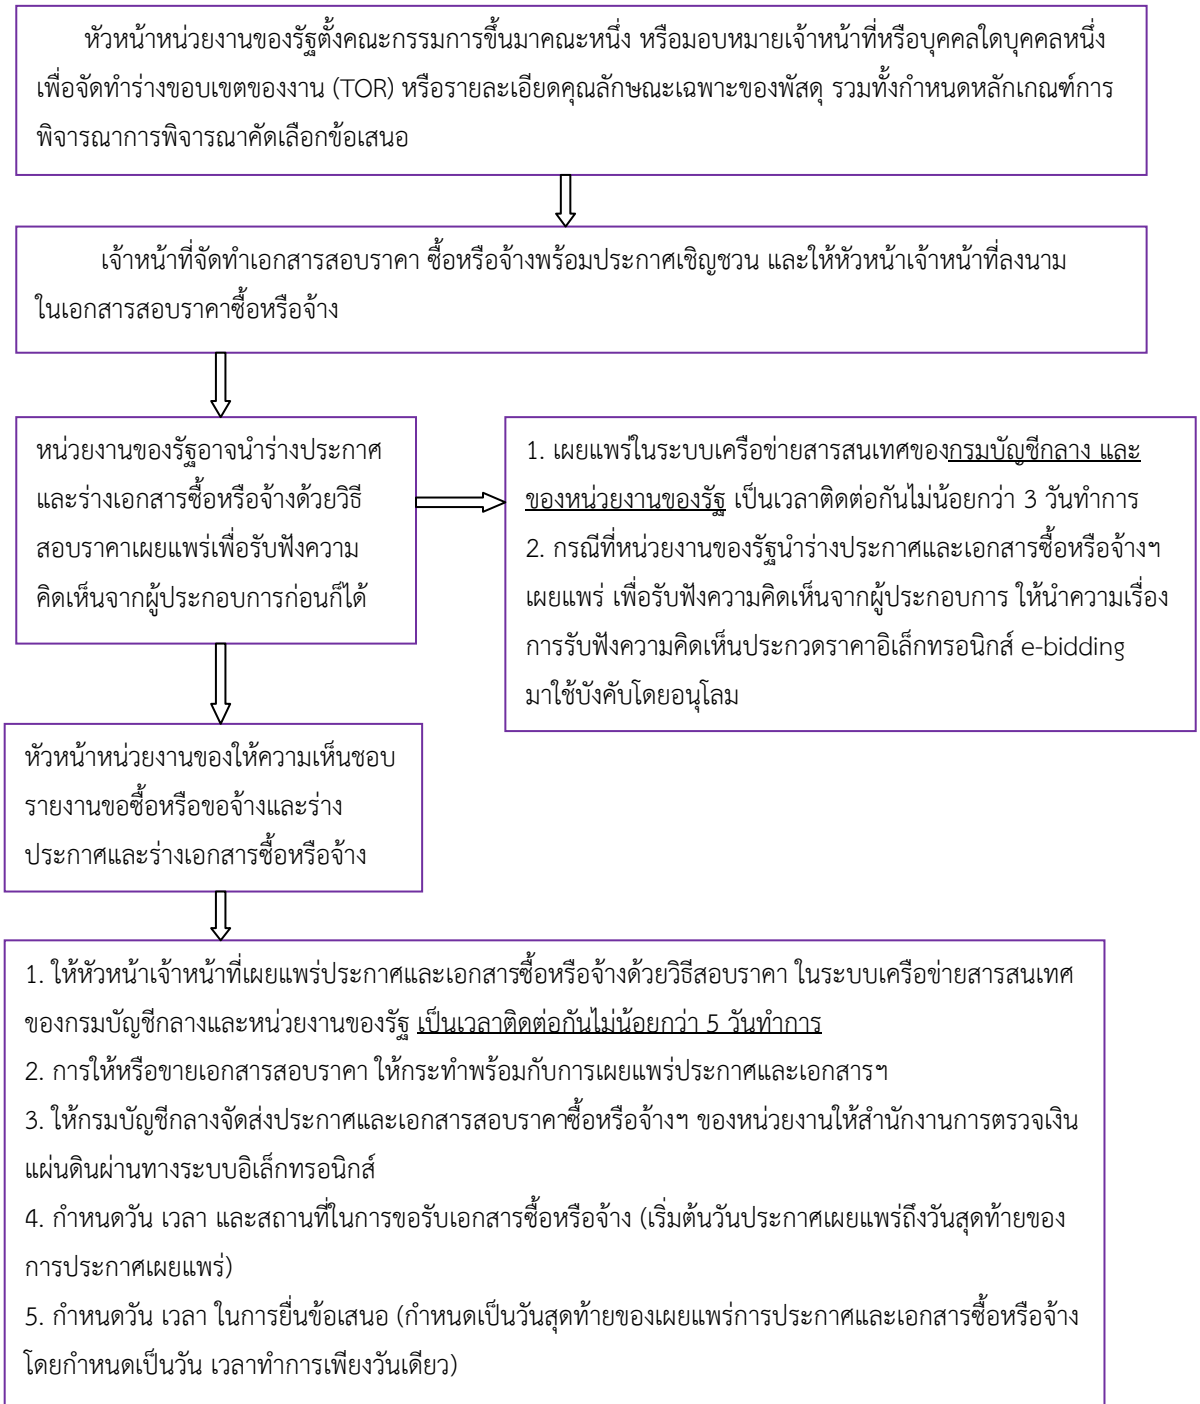 หัวหน้าหน่วยงานของรัฐตั้งคณะกรรมการขึ้นมาคณะหนึ่ง หรือมอบหมายเจ้าหน้าที่หรือบุคคลใดบุคคลหนึ่ง
เพื่อจัดทำร่างขอบเขตของงาน (TOR) หรือรายละเอียดคุณลักษณะเฉพาะของพัสดุ รวมทั้งกำหนดหลักเกณฑ์การ
พิจารณาการพิจารณาคัดเลือกข้อเสนอ
เจ้าหน้าที่จัดทำเอกสารสอบราคา ซื้อหรือจ้างพร้อมประกาศเชิญชวน และให้หัวหน้าเจ้าหน้าที่ลงนาม
ในเอกสารสอบราคาซื้อหรือจ้าง
หน่วยงานของรัฐอาจนำร่างประกาศ
และร่างเอกสารซื้อหรือจ้างด้วยวิธี
สอบราคาเผยแพร่เพื่อรับฟังความ
คิดเห็นจากผู้ประกอบการก่อนก็ได้
1. เผยแพร่ในระบบเครือข่ายสารสนเทศของกรมบัญชีกลาง และ
ของหน่วยงานของรัฐ เป็นเวลาติดต่อกันไม่น้อยกว่า 3 วันทำการ
2. กรณีที่หน่วยงานของรัฐนำร่างประกาศและเอกสารซื้อหรือจ้างฯ
เผยแพร่ เพื่อรับฟังความคิดเห็นจากผู้ประกอบการ ให้นำความเรื่อง
การรับฟังความคิดเห็นประกวดราคาอิเล็กทรอนิกส์ e-bidding
มาใช้บังคับโดยอนุโลม
หัวหน้าหน่วยงานของให้ความเห็นชอบ
รายงานขอซื้อหรือขอจ้างและร่าง
ประกาศและร่างเอกสารซื้อหรือจ้าง
1. ให้หัวหน้าเจ้าหน้าที่เผยแพร่ประกาศและเอกสารซื้อหรือจ้างด้วยวิธีสอบราคา ในระบบเครือข่ายสารสนเทศ
ของกรมบัญชีกลางและหน่วยงานของรัฐ เป็นเวลาติดต่อกันไม่น้อยกว่า 5 วันทำการ
2. การให้หรือขายเอกสารสอบราคา ให้กระทำพร้อมกับการเผยแพร่ประกาศและเอกสารฯ
3. ให้กรมบัญชีกลางจัดส่งประกาศและเอกสารสอบราคาซื้อหรือจ้างฯ ของหน่วยงานให้สำนักงานการตรวจเงิน
แผ่นดินผ่านทางระบบอิเล็กทรอนิกส์
4. กำหนดวัน เวลา และสถานที่ในการขอรับเอกสารซื้อหรือจ้าง (เริ่มต้นวันประกาศเผยแพร่ถึงวันสุดท้ายของ
การประกาศเผยแพร่)
5. กำหนดวัน เวลา ในการยื่นข้อเสนอ (กำหนดเป็นวันสุดท้ายของเผยแพร่การประกาศและเอกสารซื้อหรือจ้าง
โดยกำหนดเป็นวัน เวลาทำการเพียงวันเดียว)